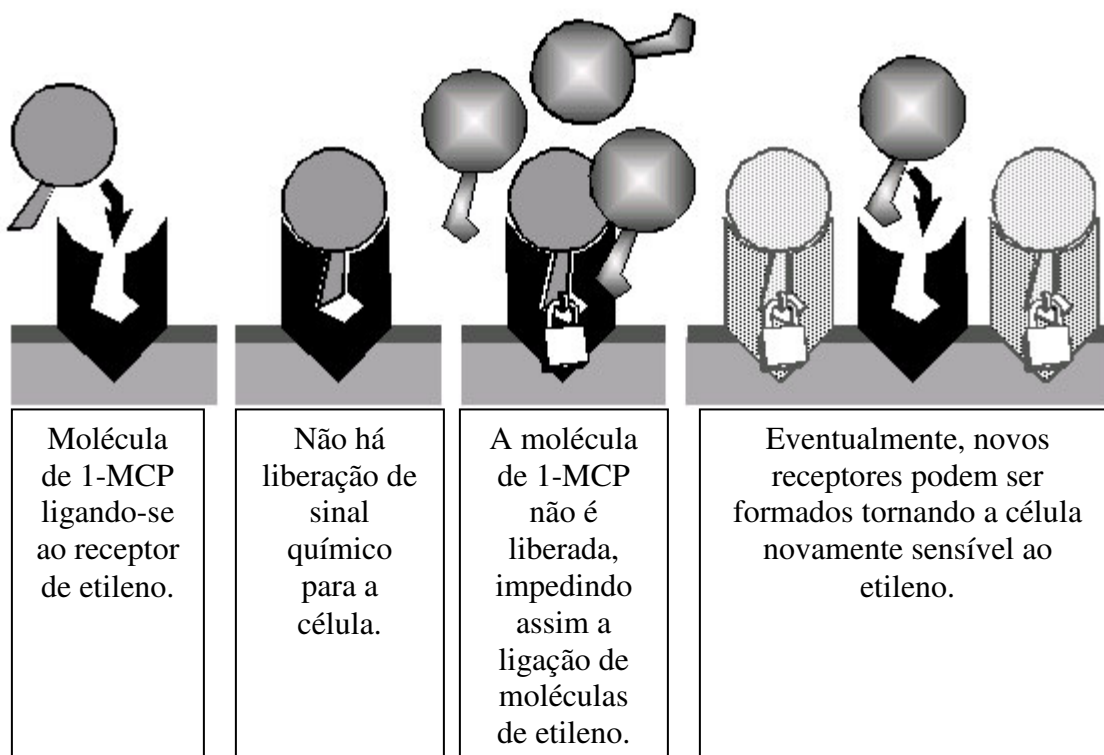 Molécula
de 1-MCP
ligando-se
ao receptor
de etileno.
Não há
liberação de
sinal
químico
para a
célula.
A molécula
de 1-MCP
não é
liberada,
impedindo
assim a
ligação de
moléculas
de etileno.
Eventualmente, novos
receptores podem ser
formados tornando a célula
novamente sensível ao
etileno.